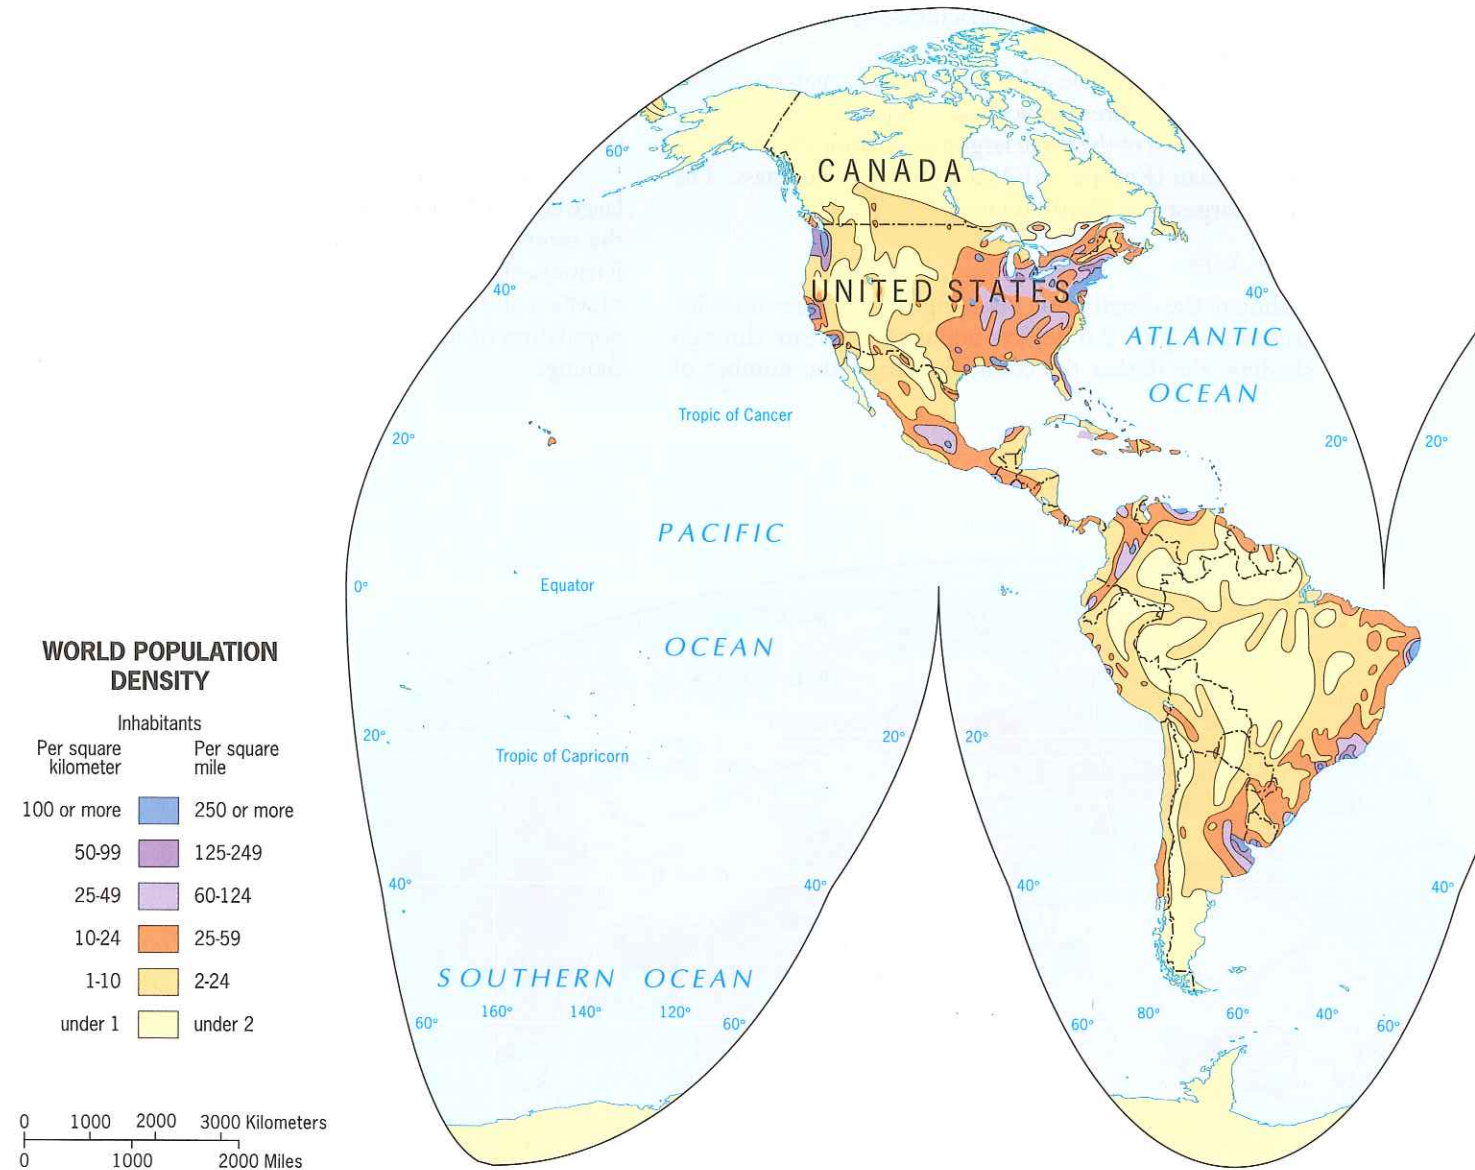 60°
CANADA
40°
UNITED STATES
40°
ATLANTIC
OCEAN
Tropic of Cancer
20°
20°
20°
PACIFIC
0°
Equator
OCEAN
WORLD POPULATION
DENSITY
Inhabitants
Per square
kilometer
Per square
mile
100 or more
250 or more
50-99
125-249
25-49
60-124
10-24
25-59
1-10
2-24
under 1
under 2
20°
Tropic of Capricorn
20°
20°
40°
40°
40°
40°
SOUTHERN OCEAN
60°
160°
140°
120°
60°
60°
80°
60°
40°
60°
0
1000
2000
3000 Kilometers
0
1000
2000 Miles